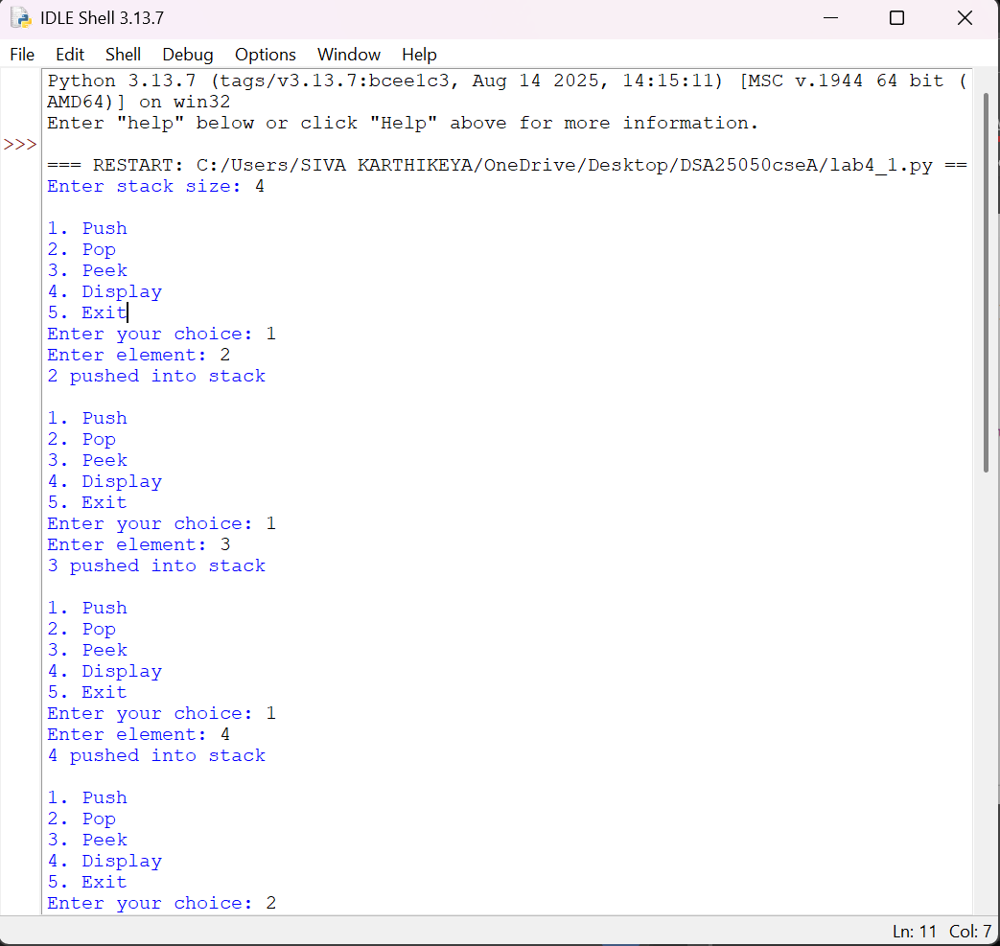 IDLE Shell 3.13.7
File Edit Shell Debug Options Window Help
Python 3.13.7 (tags/v3.13.7:bcee1c3, Aug 14 2025, 14:15:11) [MSC v.1944 64 bit (
AMD64)] on win32
Enter "help" below or click "Help" above for more information.
>>>
=== RESTART: C:/Users/SIVA KARTHIKEYA/OneDrive/Desktop/DSA25050cseA/lab4_1.py ==
Enter stack size: 4
1. Push
2. Pop
3. Peek
4. Display
5. Exit
Enter your choice: 1
Enter element: 2
2 pushed into stack
1. Push
2. Pop
3. Peek
4. Display
5. Exit
Enter your choice: 1
Enter element: 3
3 pushed into stack
1. Push
2. Pop
3. Peek
4. Display
5. Exit
Enter your choice: 1
Enter element: 4
4 pushed into stack
1. Push
2. Pop
3. Peek
4. Display
5. Exit
Enter your choice: 2
Ln: 11 Col: 7